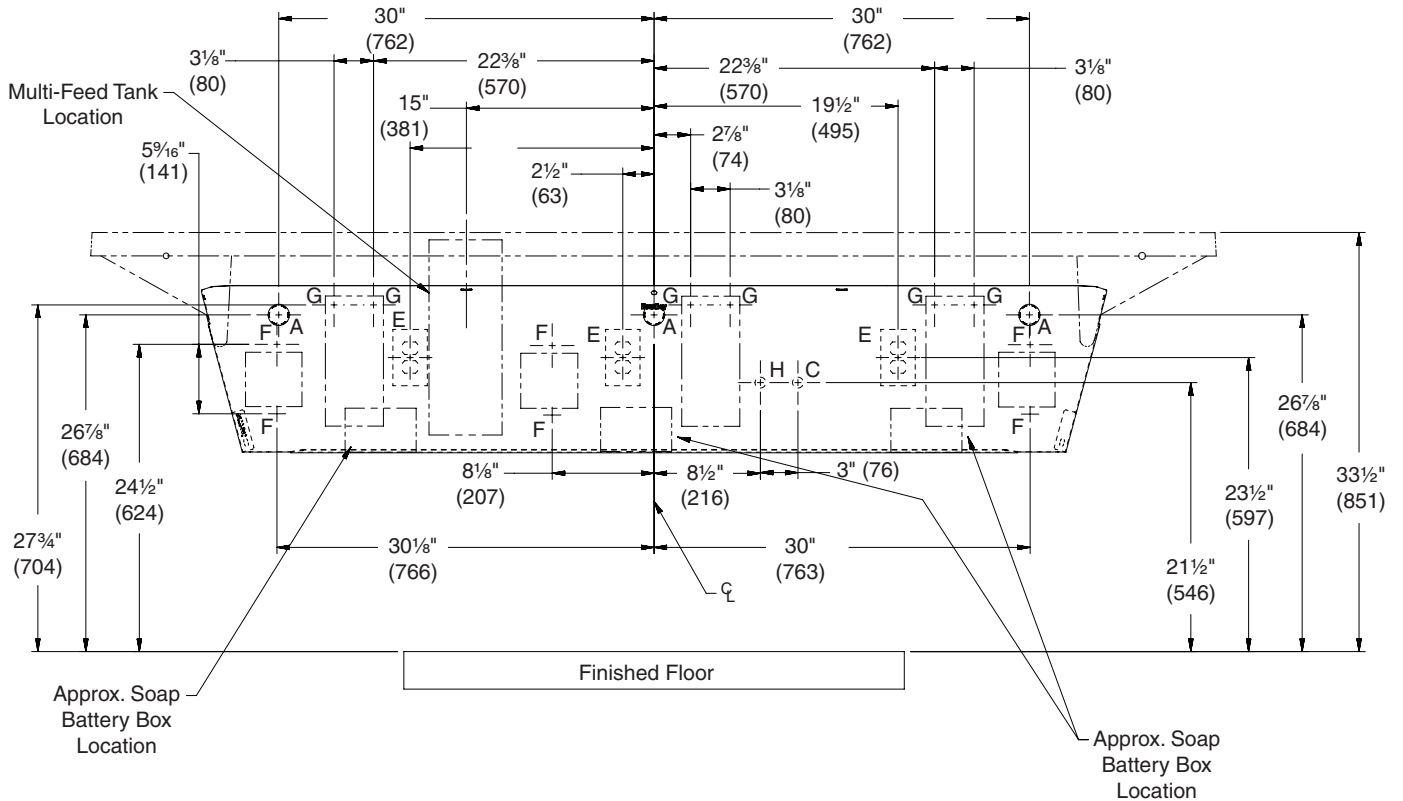 30"
(762)
30"
(762)
3⅛"
(80)
22⅜"
(570)
22⅜"
(570)
3⅛"
(80)
Multi-Feed Tank
Location
15"
(381)
19½"
(495)
2⅞"
(74)
5⁹⁄₁₆"
(141)
2½"
(63)
3⅛"
(80)
G G
G G
G G
F A
A
F A
E
F
E
E
H C
F
F
F
26⅞"
(684)
24½"
(624)
27¾"
(704)
8⅛"
(207)
8½"
(216)
3" (76)
30⅛"
(766)
30"
(763)
℄
21½"
(546)
23½"
(597)
26⅞"
(684)
33½"
(851)
Finished Floor
Approx. Soap
Battery Box
Location
Approx. Soap
Battery Box
Location